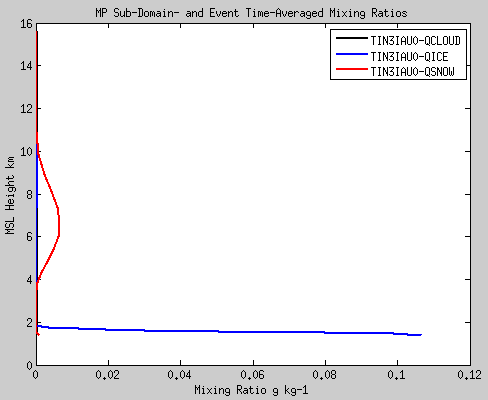 MP Sub-Domain- and Event Time-Averaged Mixing Ratios
16
14
12
10
8
6
4
2
0
MSL Height km
TIN3IAU0-QCLOUD
TIN3IAU0-QICE
TIN3IAU0-QSNOW
0 0.02 0.04 0.06 0.08 0.1 0.12
Mixing Ratio g kg-1